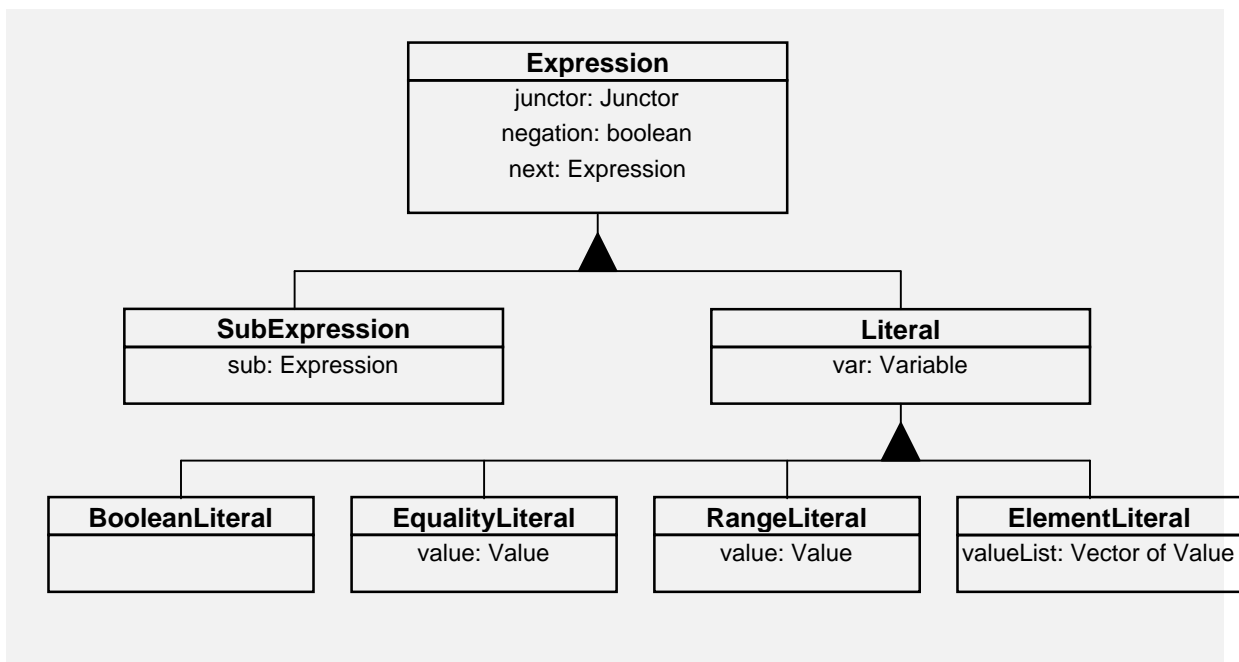 Expression
junctor: Junctor
negation: boolean
next: Expression
SubExpression
sub: Expression
Literal
var: Variable
BooleanLiteral
EqualityLiteral
value: Value
RangeLiteral
value: Value
ElementLiteral
valueList: Vector of Value